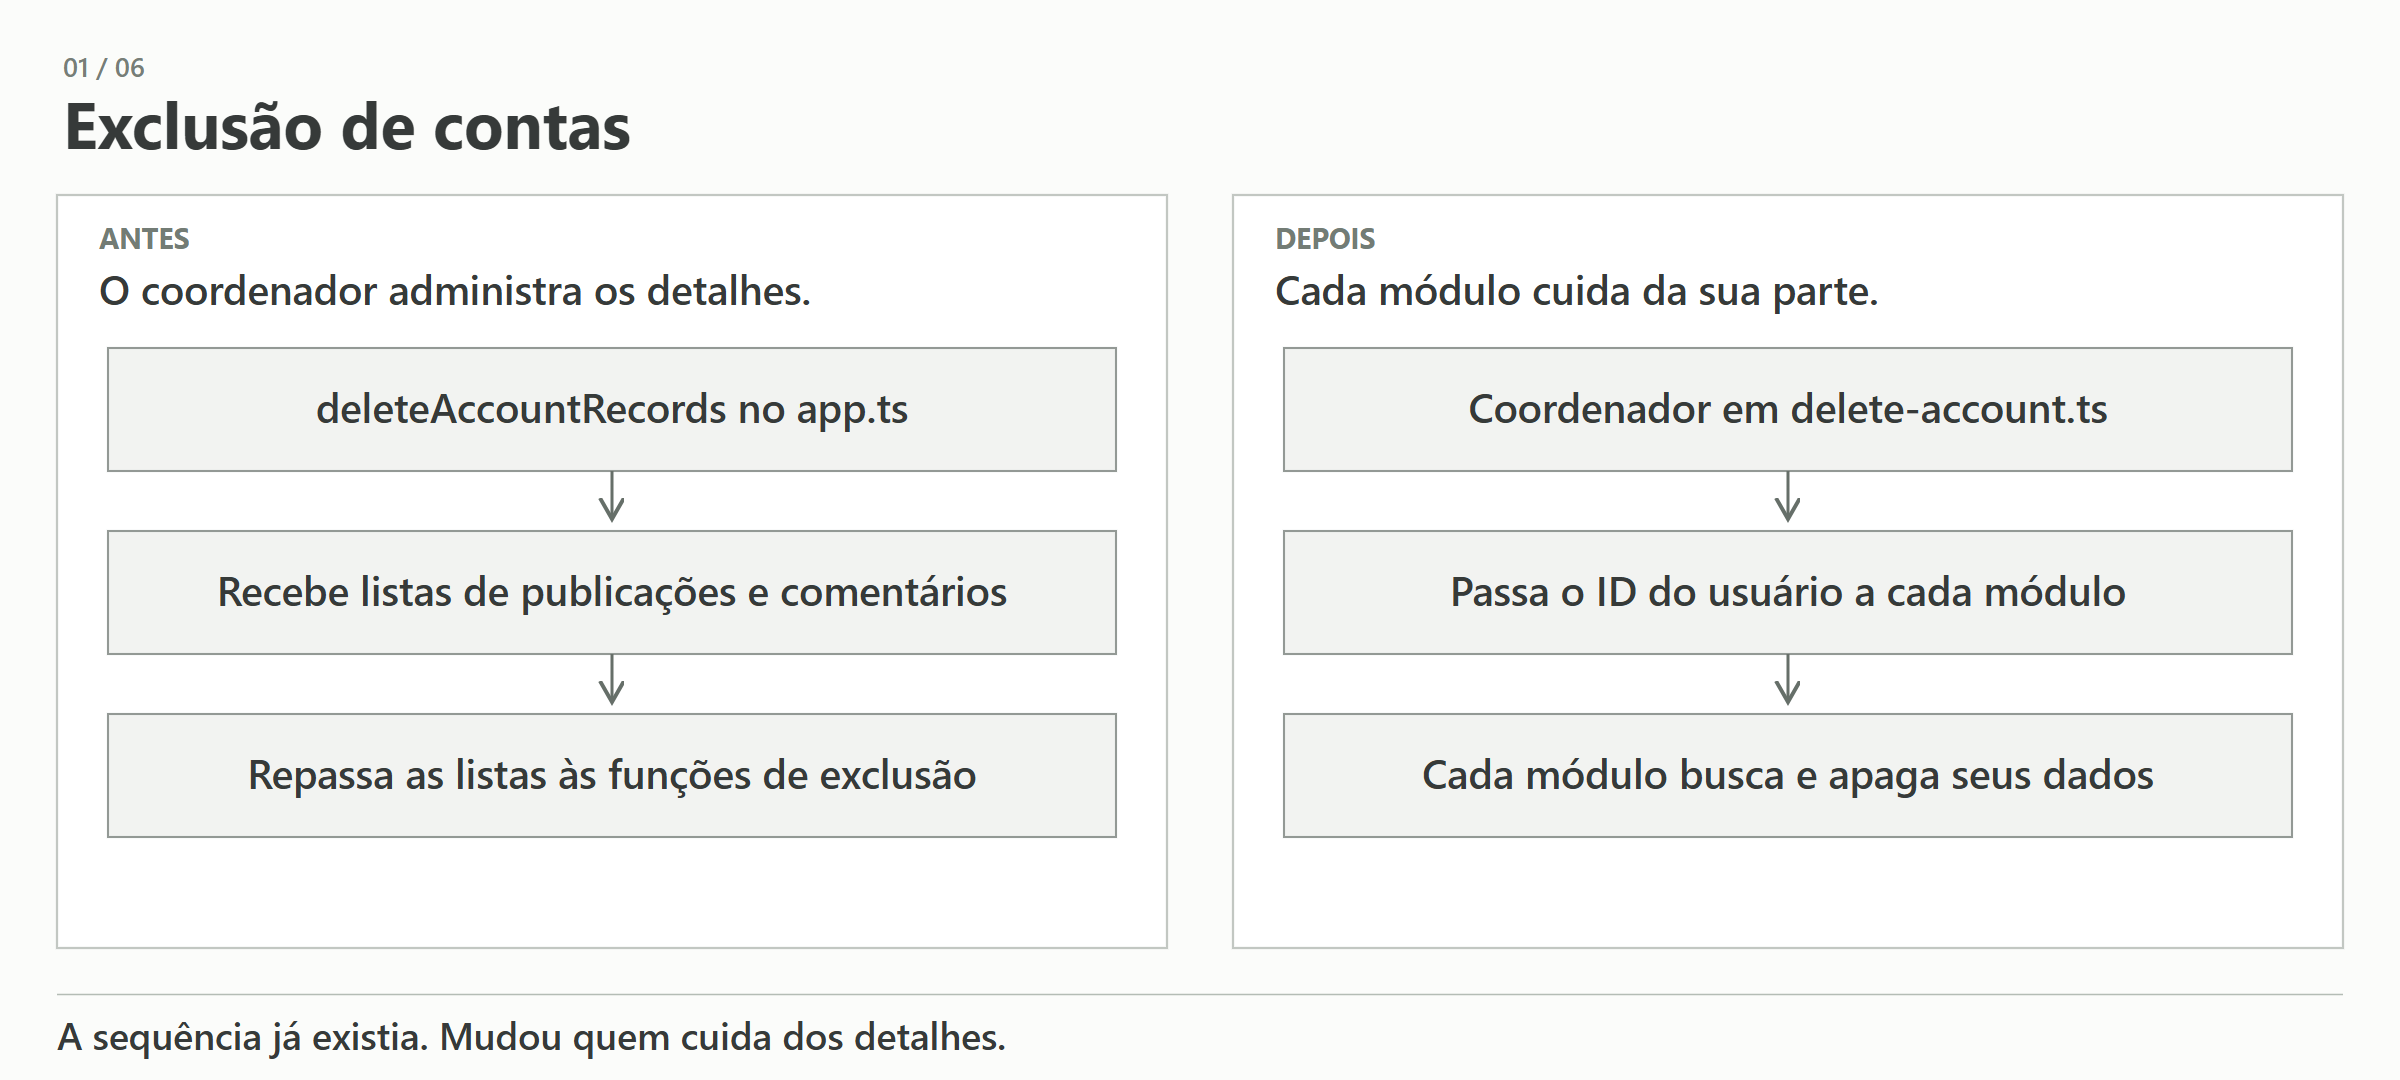 01 / 06
Exclusão de contas
ANTES
O coordenador administra os detalhes.
deleteAccountRecords no app.ts
Recebe listas de publicações e comentários
Repassa as listas às funções de exclusão
DEPOIS
Cada módulo cuida da sua parte.
Coordenador em delete-account.ts
Passa o ID do usuário a cada módulo
Cada módulo busca e apaga seus dados
A sequência já existia. Mudou quem cuida dos detalhes.